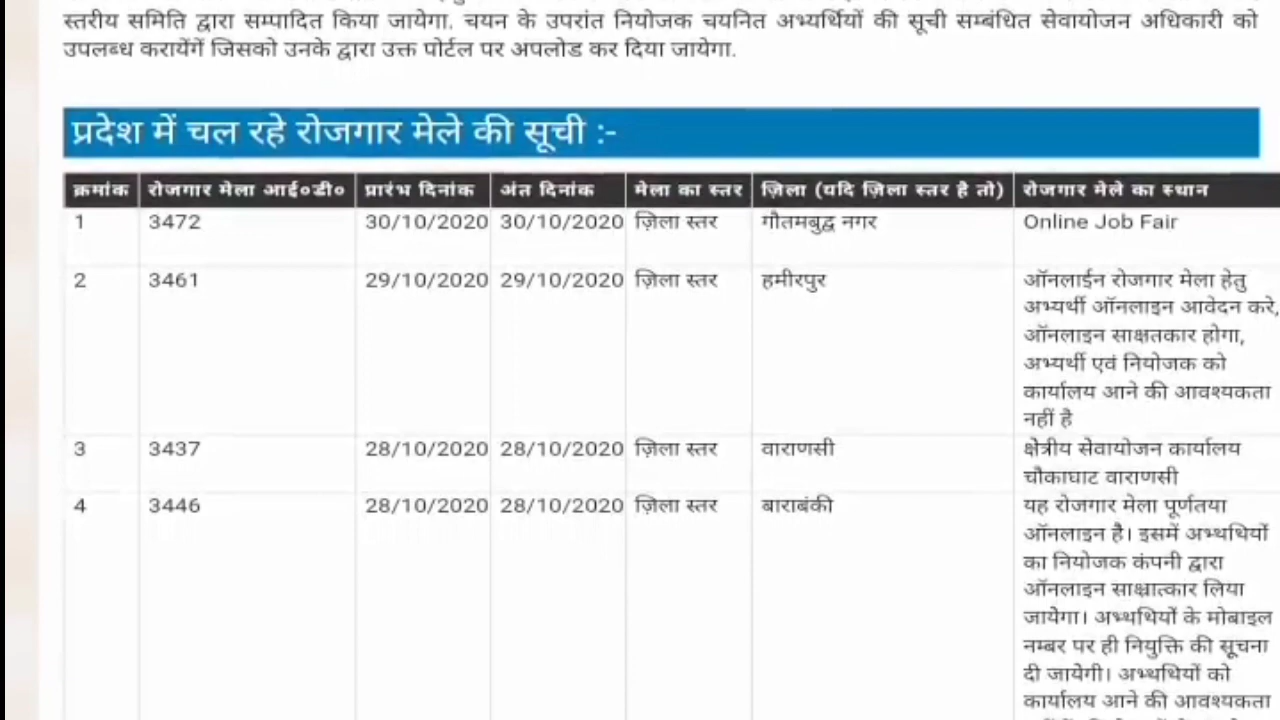 स्तरीय समिति द्वारा सम्पादित किया जायेगा. चयन के उपरांत नियोजक चयनित अभ्यर्थियों की सूची सम्बंधित सेवायोजन अधिकारी को
उपलब्ध करायेंगें जिसको उनके द्वारा उक्त पोर्टल पर अपलोड कर दिया जायेगा.
प्रदेश में चल रहे रोजगार मेले की सूची :-
क्रमांक रोजगार मेला आई०डी० प्रारंभ दिनांक अंत दिनांक मेला का स्तर ज़िला (यदि ज़िला स्तर है तो) रोजगार मेले का स्थान
1 3472 30/10/2020 30/10/2020 ज़िला स्तर गौतमबुद्व नगर Online Job Fair
2 3461 29/10/2020 29/10/2020 ज़िला स्तर हमीरपुर ऑनलाईन रोजगार मेला हेतु
अभ्यर्थी ऑनलाइन आवेदन करे,
ऑनलाइन साक्षतकार होगा,
अभ्यर्थी एवं नियोजक को
कार्यालय आने की आवश्यकता
नहीं है
3 3437 28/10/2020 28/10/2020 ज़िला स्तर वाराणसी क्षेत्रीय सेवायोजन कार्यालय
चौकाघाट वाराणसी
4 3446 28/10/2020 28/10/2020 ज़िला स्तर बाराबंकी यह रोजगार मेला पूर्णतया
ऑनलाइन है। इसमें अभ्यथियों
का नियोजक कंपनी द्वारा
ऑनलाइन साक्षात्कार लिया
जायेगा। अभ्यथियों के मोबाइल
नम्बर पर ही नियुक्ति की सूचना
दी जायेगी। अभ्यथियों को
कार्यालय आने की आवश्यकता